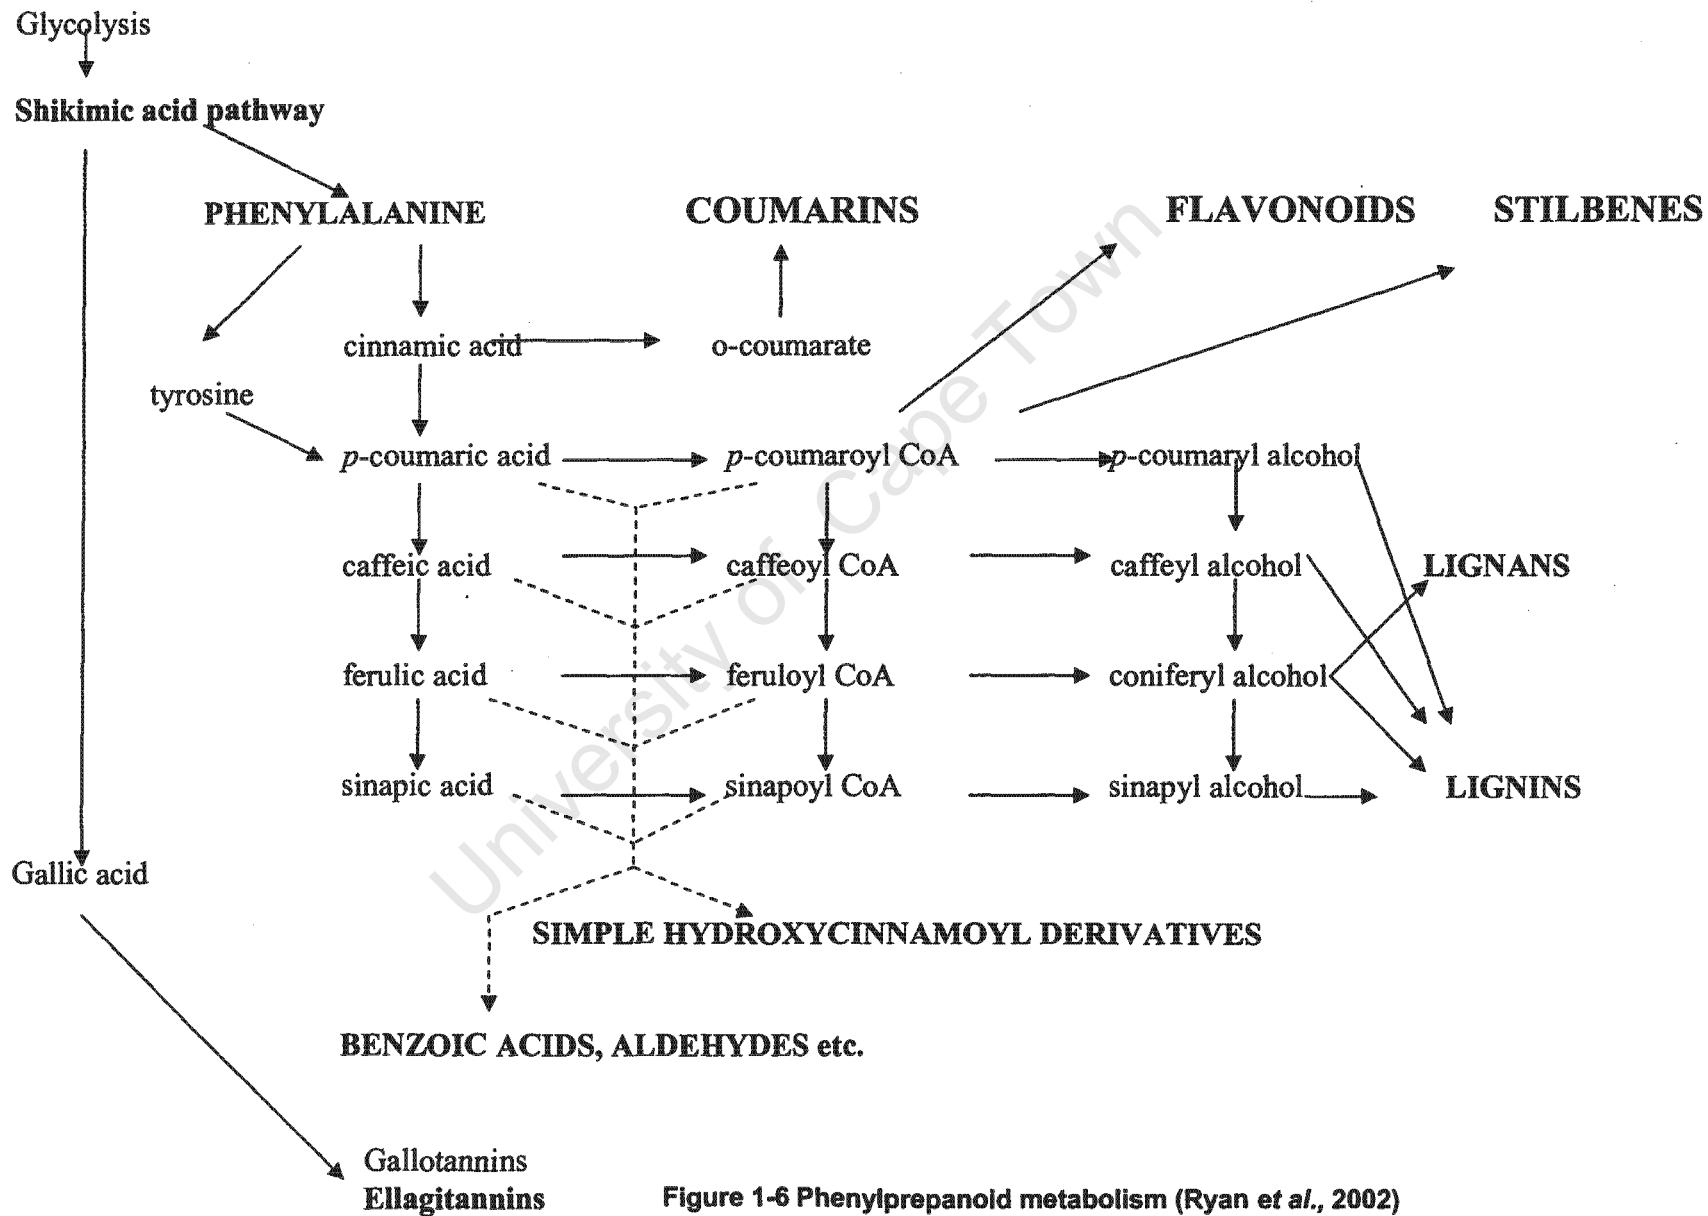 Glycolysis
Shikimic acid pathway
PHENYLALANINE COUMARINS FLAVONOIDS STILBENES
cinnamic acid o-coumarate
tyrosine
p-coumaric acid p-coumaroyl CoA p-coumaryl alcohol
caffeic acid caffeoyl CoA caffeyl alcohol LIGNANS
ferulic acid feruloyl CoA coniferyl alcohol
sinapic acid sinapoyl CoA sinapyl alcohol LIGNINS
Gallic acid
SIMPLE HYDROXYCINNAMOYL DERIVATIVES
BENZOIC ACIDS, ALDEHYDES etc.
Gallotannins
Ellagitannins
Figure 1-6 Phenylprepanoid metabolism (Ryan et al., 2002)
University of Cape Town